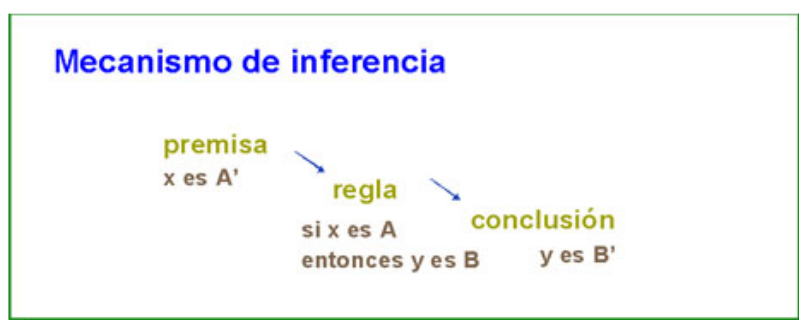 Mecanismo de inferencia
premisa
x es A’
regla
si x es A
entonces y es B
conclusión
y es B’